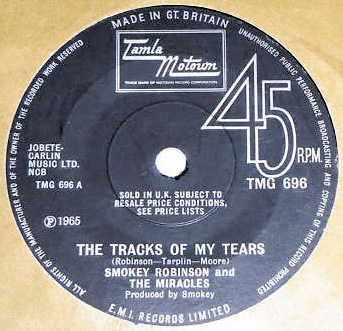 MADE IN GT. BRITAIN
Tamla
Motown
TRADE MARK OF MOTOWN RECORD CORPORATION
45
R.P.M.
TMG 696
JOBETE-
CARLIN
MUSIC LTD.
NCB
TMG 696 A
SOLD IN U.K. SUBJECT TO
RESALE PRICE CONDITIONS,
SEE PRICE LISTS
℗ 1965
THE TRACKS OF MY TEARS
(Robinson—Tarplin—Moore)
SMOKEY ROBINSON and
THE MIRACLES
Produced by Smokey
E.M.I. RECORDS LIMITED
ALL RIGHTS OF THE MANUFACTURER AND OF THE OWNER OF THE RECORDED WORK RESERVED
UNAUTHORISED PUBLIC PERFORMANCE BROADCASTING AND COPYING OF THIS RECORD PROHIBITED